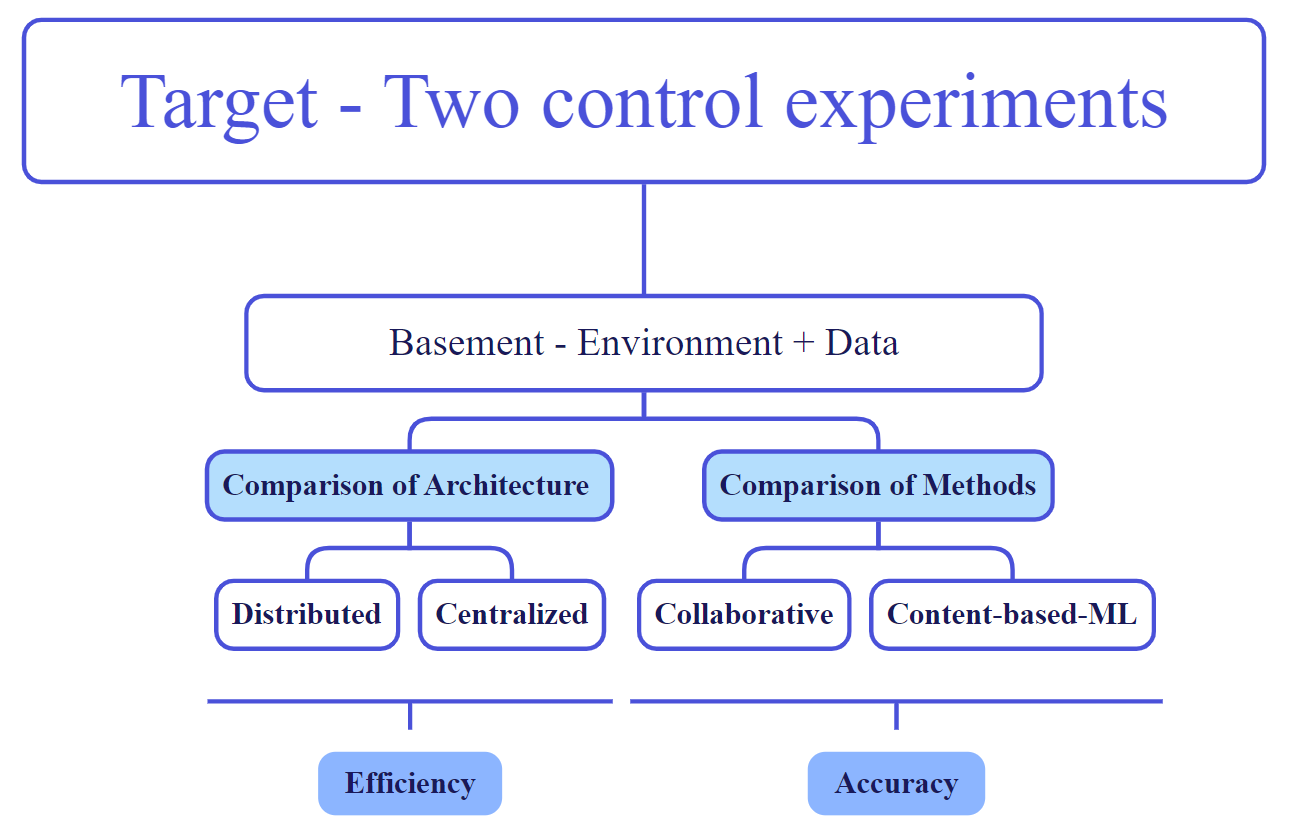 Target - Two control experiments
Basement - Environment + Data
Comparison of Architecture
Comparison of Methods
Distributed
Centralized
Collaborative
Content-based-ML
Efficiency
Accuracy